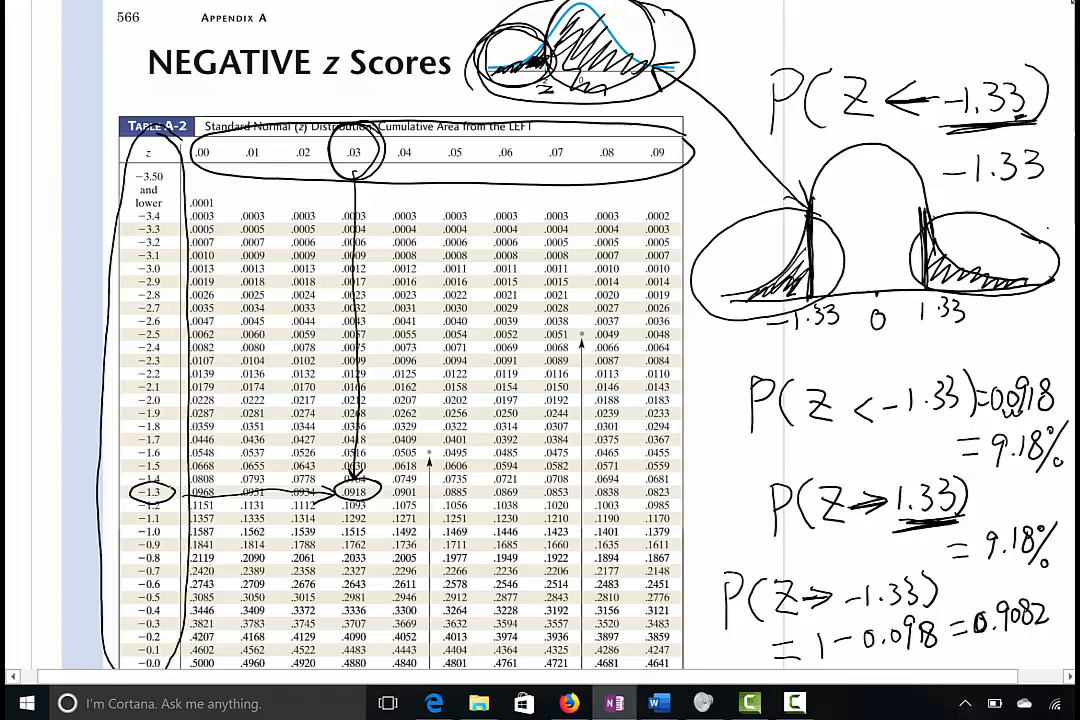 566 APPENDIX A
NEGATIVE z Scores
z
TABLE A-2 Standard Normal (z) Distribution: Cumulative Area from the LEFT
z .00 .01 .02 .03 .04 .05 .06 .07 .08 .09
−3.50
and
lower .0001
−3.4 .0003 .0003 .0003 .0003 .0003 .0003 .0003 .0003 .0003 .0002
−3.3 .0005 .0005 .0005 .0004 .0004 .0004 .0004 .0004 .0004 .0003
−3.2 .0007 .0007 .0006 .0006 .0006 .0006 .0006 .0005 .0005 .0005
−3.1 .0010 .0009 .0009 .0009 .0008 .0008 .0008 .0008 .0007 .0007
−3.0 .0013 .0013 .0013 .0012 .0012 .0011 .0011 .0011 .0010 .0010
−2.9 .0019 .0018 .0018 .0017 .0016 .0016 .0015 .0015 .0014 .0014
−2.8 .0026 .0025 .0024 .0023 .0023 .0022 .0021 .0021 .0020 .0019
−2.7 .0035 .0034 .0033 .0032 .0031 .0030 .0029 .0028 .0027 .0026
−2.6 .0047 .0045 .0044 .0043 .0041 .0040 .0039 .0038 .0037 .0036
−2.5 .0062 .0060 .0059 .0057 .0055 .0054 .0052 .0051 * .0049 .0048
−2.4 .0082 .0080 .0078 .0075 .0073 .0071 .0069 .0068 .0066 .0064
−2.3 .0107 .0104 .0102 .0099 .0096 .0094 .0091 .0089 .0087 .0084
−2.2 .0139 .0136 .0132 .0129 .0125 .0122 .0119 .0116 .0113 .0110
−2.1 .0179 .0174 .0170 .0166 .0162 .0158 .0154 .0150 .0146 .0143
−2.0 .0228 .0222 .0217 .0212 .0207 .0202 .0197 .0192 .0188 .0183
−1.9 .0287 .0281 .0274 .0268 .0262 .0256 .0250 .0244 .0239 .0233
−1.8 .0359 .0351 .0344 .0336 .0329 .0322 .0314 .0307 .0301 .0294
−1.7 .0446 .0436 .0427 .0418 .0409 .0401 .0392 .0384 .0375 .0367
−1.6 .0548 .0537 .0526 .0516 .0505 * .0495 .0485 .0475 .0465 .0455
−1.5 .0668 .0655 .0643 .0630 .0618 .0606 .0594 .0582 .0571 .0559
−1.4 .0808 .0793 .0778 .0764 .0749 .0735 .0721 .0708 .0694 .0681
−1.3 .0968 .0951 .0934 .0918 .0901 .0885 .0869 .0853 .0838 .0823
−1.2 .1151 .1131 .1112 .1093 .1075 .1056 .1038 .1020 .1003 .0985
−1.1 .1357 .1335 .1314 .1292 .1271 .1251 .1230 .1210 .1190 .1170
−1.0 .1587 .1562 .1539 .1515 .1492 .1469 .1446 .1423 .1401 .1379
−0.9 .1841 .1814 .1788 .1762 .1736 .1711 .1685 .1660 .1635 .1611
−0.8 .2119 .2090 .2061 .2033 .2005 .1977 .1949 .1922 .1894 .1867
−0.7 .2420 .2389 .2358 .2327 .2296 .2266 .2236 .2206 .2177 .2148
−0.6 .2743 .2709 .2676 .2643 .2611 .2578 .2546 .2514 .2483 .2451
−0.5 .3085 .3050 .3015 .2981 .2946 .2912 .2877 .2843 .2810 .2776
−0.4 .3446 .3409 .3372 .3336 .3300 .3264 .3228 .3192 .3156 .3121
−0.3 .3821 .3783 .3745 .3707 .3669 .3632 .3594 .3557 .3520 .3483
−0.2 .4207 .4168 .4129 .4090 .4052 .4013 .3974 .3936 .3897 .3859
−0.1 .4602 .4562 .4522 .4483 .4443 .4404 .4364 .4325 .4286 .4247
−0.0 .5000 .4960 .4920 .4880 .4840 .4801 .4761 .4721 .4681 .4641
P(Z < −1.33)
−1.33
−1.33 0 1.33
P(Z < −1.33) = 0.0918
= 9.18%
P(Z > 1.33)
= 9.18%
P(Z > −1.33)
= 1 − 0.098 = 0.9082
I'm Cortana. Ask me anything.